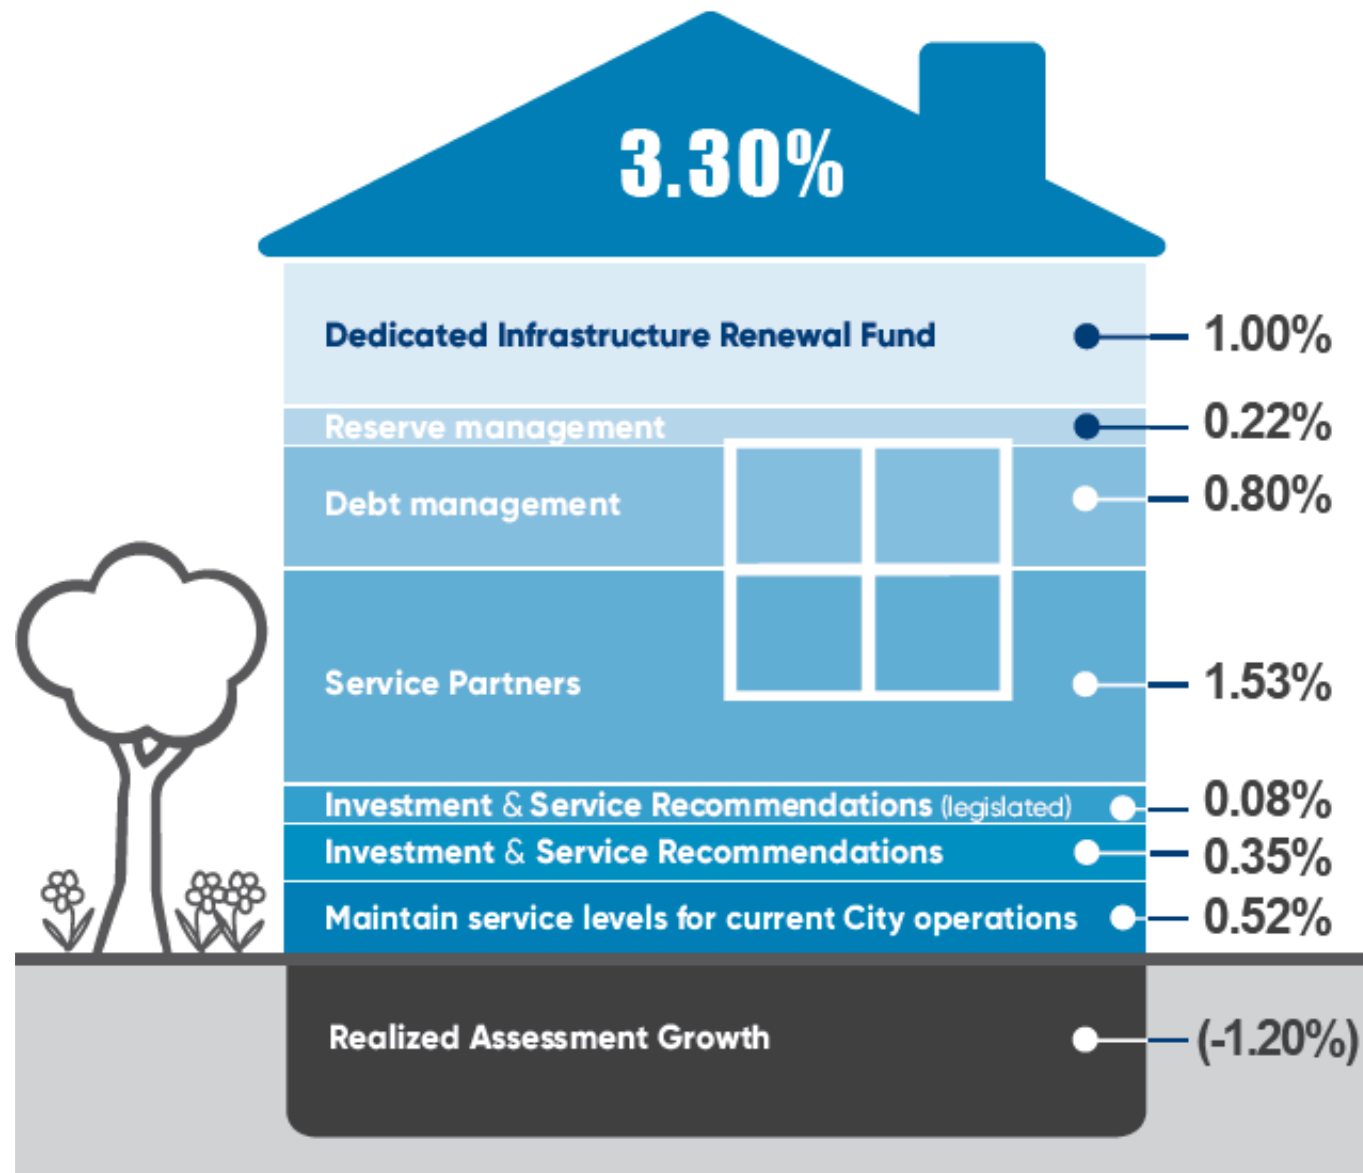 3.30%
Dedicated Infrastructure Renewal Fund 1.00%
Reserve management 0.22%
Debt management 0.80%
Service Partners 1.53%
Investment & Service Recommendations (legislated) 0.08%
Investment & Service Recommendations 0.35%
Maintain service levels for current City operations 0.52%
Realized Assessment Growth (-1.20%)